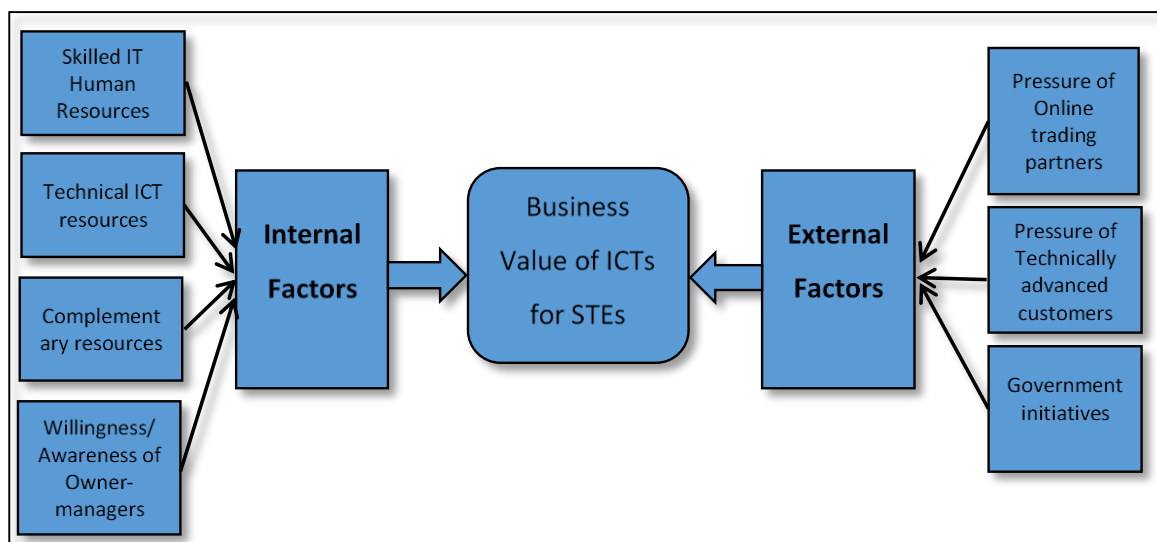 Skilled IT
Human
Resources
Technical ICT
resources
Complement
ary resources
Willingness/
Awareness of
Owner-
managers
Internal
Factors
Business
Value of ICTs
for STEs
External
Factors
Pressure of
Online
trading
partners
Pressure of
Technically
advanced
customers
Government
initiatives